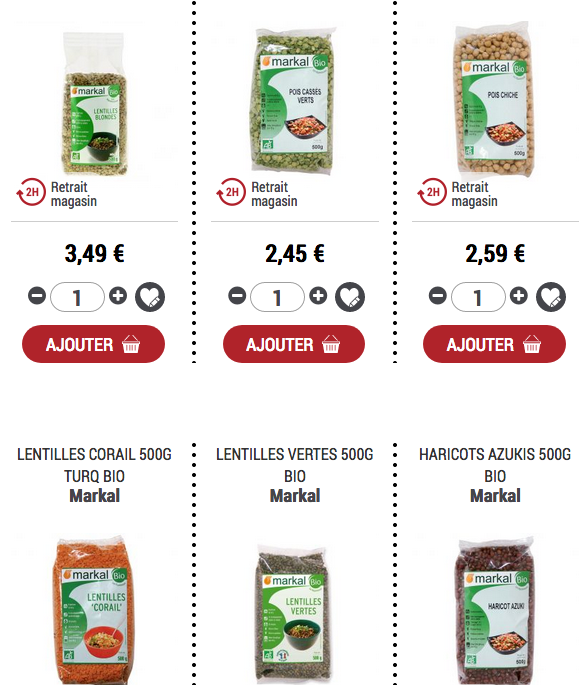 markal Bio
LENTILLES
BLONDES
markal Bio
POIS CASSÉS
VERTS
500g
markal Bio
POIS CHICHE
500g
2H Retrait
magasin
2H Retrait
magasin
2H Retrait
magasin
3,49 €
2,45 €
2,59 €
1
1
1
AJOUTER
AJOUTER
AJOUTER
LENTILLES CORAIL 500G
TURQ BIO
Markal
LENTILLES VERTES 500G
BIO
Markal
HARICOTS AZUKIS 500G
BIO
Markal
markal Bio
LENTILLES
'CORAIL'
500 g
markal Bio
LENTILLES
VERTES
500 g
markal Bio
HARICOT AZUKI
500g